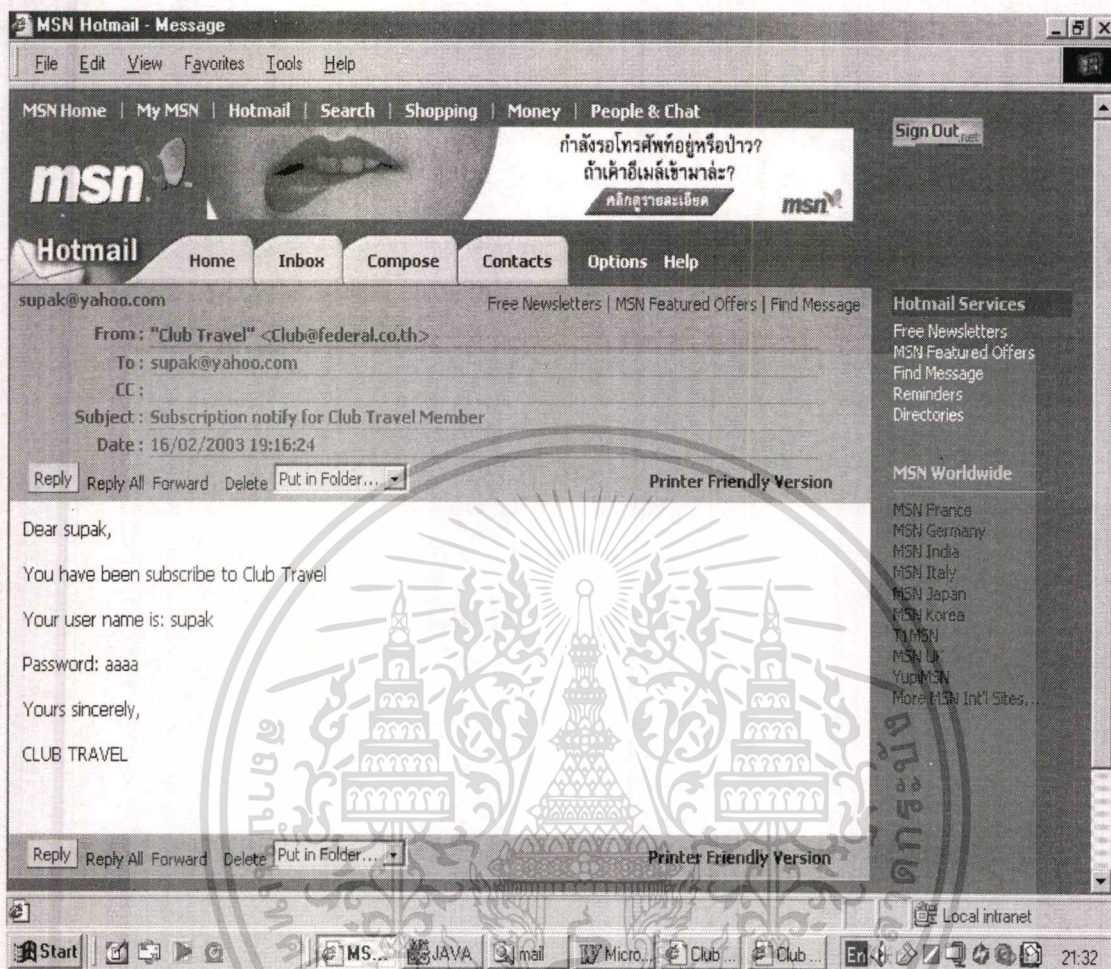 MSN Hotmail - Message
File Edit View Favorites Tools Help
MSN Home | My MSN | Hotmail | Search | Shopping | Money | People & Chat
Sign Out.net
msn
กำลังรอโทรศัพท์อยู่หรือป่าว?
ถ้าเค้าอีเมล์เข้ามาล่ะ?
คลิกดูรายละเอียด
msn
Hotmail Home Inbox Compose Contacts Options Help
supak@yahoo.com
Free Newsletters | MSN Featured Offers | Find Message
From : "Club Travel" <Club@federal.co.th>
To : supak@yahoo.com
CC :
Subject : Subscription notify for Club Travel Member
Date : 16/02/2003 19:16:24
Reply Reply All Forward Delete Put in Folder...
Printer Friendly Version
Dear supak,
You have been subscribe to Club Travel
Your user name is: supak
Password: aaaa
Yours sincerely,
CLUB TRAVEL
Reply Reply All Forward Delete Put in Folder...
Printer Friendly Version
Hotmail Services
Free Newsletters
MSN Featured Offers
Find Message
Reminders
Directories
MSN Worldwide
MSN France
MSN Germany
MSN India
MSN Italy
MSN Japan
MSN Korea
T1MSN
MSN UK
YupiMSN
More MSN Int'l Sites...
Local intranet
Start MS... JAVA mail Micro... Club ... Club ... En 21:32